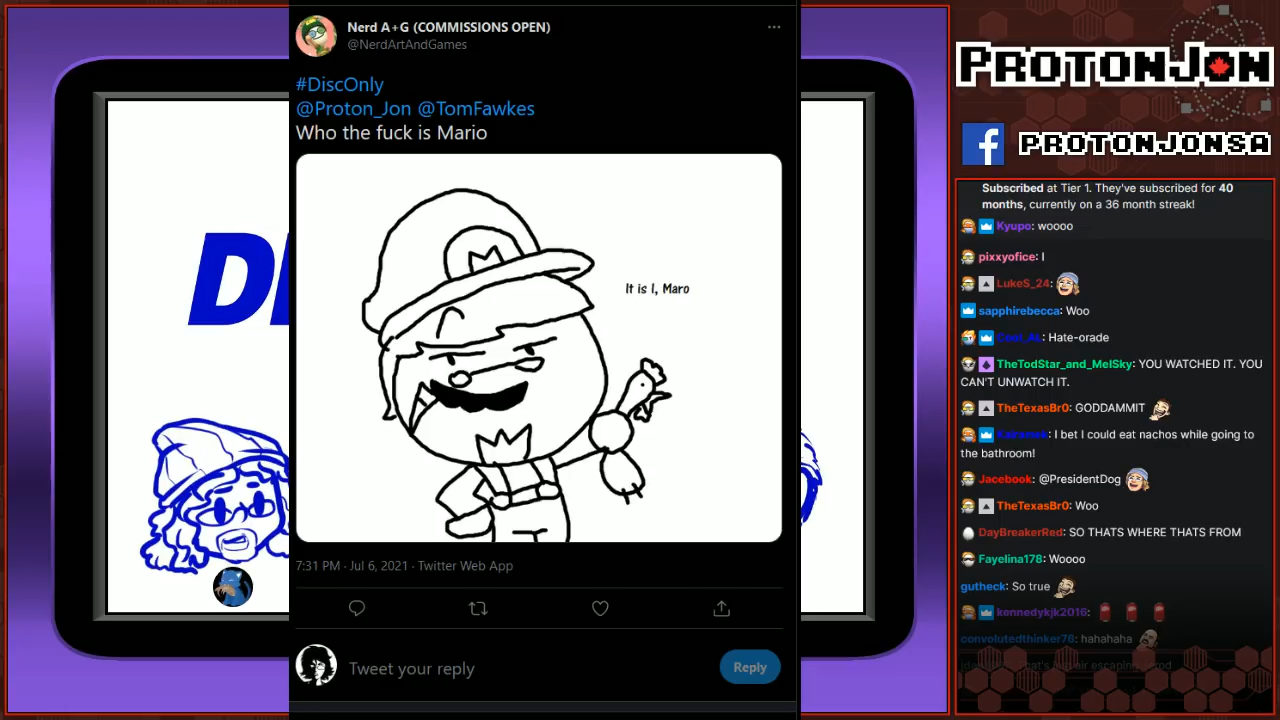 Nerd A+G (COMMISSIONS OPEN)
@NerdArtAndGames
#DiscOnly
@Proton_Jon @TomFawkes
Who the fuck is Mario
It is I, Maro
7:31 PM · Jul 6, 2021 · Twitter Web App
Tweet your reply
Reply
DI
PROTONJON
f PROTONJONSA
Subscribed at Tier 1. They've subscribed for 40
months, currently on a 36 month streak!
Kyupo: woooo
pixxyofice: I
LukeS_24:
sapphirebecca: Woo
Cool_AL: Hate-orade
TheTodStar_and_MelSky: YOU WATCHED IT. YOU
CAN'T UNWATCH IT.
TheTexasBr0: GODDAMMIT
I bet I could eat nachos while going to
the bathroom!
Jacebook: @PresidentDog
TheTexasBr0: Woo
DayBreakerRed: SO THATS WHERE THATS FROM
Fayelina178: Woooo
gutheck: So true
kennedykjk2016:
convolutedthinker76: hahahaha